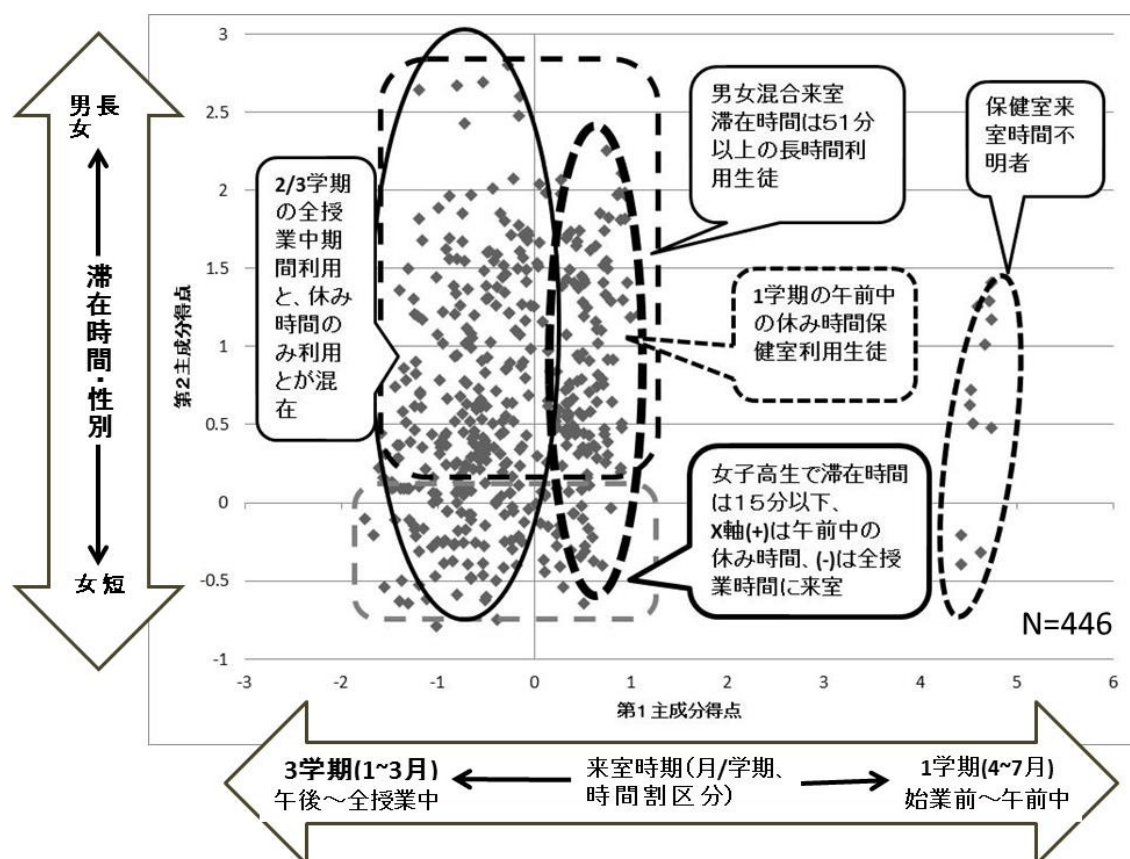 3
2.5
2
1.5
1
0.5
0
-0.5
-1
-3
-2
-1
0
1
2
3
4
5
6
第2主成分得点
第1主成分得点
男長
女
滞在時間・性別
女短
2/3学期
の全授
業中期
間利用
と、休み
時間の
み利用
とが混
在
男女混合来室
滞在時間は51分
以上の長時間利
用生徒
保健室来
室時間不
明者
1学期の午前中
の休み時間保
健室利用生徒
女子高生で滞在時間
は15分以下、
X軸(+)は午前中の
休み時間、(-)は全授
業時間に来室
N=446
3学期(1~3月)
午後～全授業中
来室時期(月/学期、
時間割区分)
1学期(4~7月)
始業前～午前中